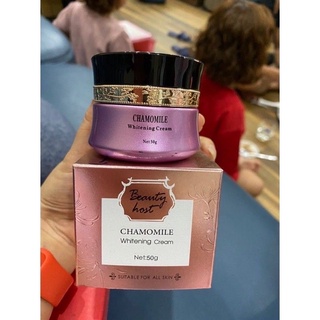 CHAMOMILE
Whitening Cream
Net 50g
Beauty
host
CHAMOMILE
Whitening Cream
Net:50g
SUITABLE FOR ALL SKIN